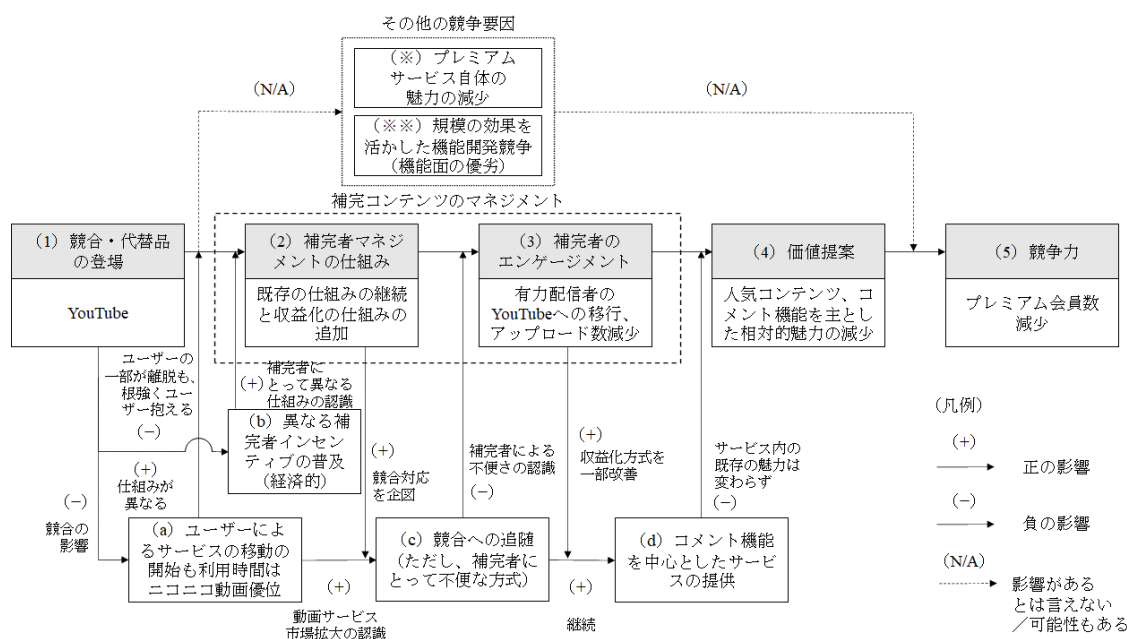 その他の競争要因
(※) プレミアム
サービス自体の
魅力の減少
(※※) 規模の効果を
活かした機能開発競争
(機能面の優劣)
(N/A)
(N/A)
補完コンテンツのマネジメント
(1) 競合・代替品
の登場
YouTube
(2) 補完者マネジ
メントの仕組み
既存の仕組みの継続
と収益化の仕組みの
追加
(3) 補完者の
エンゲージメント
有力配信者の
YouTubeへの移行、
アップロード数減少
(4) 価値提案
人気コンテンツ、コ
メント機能を主とし
た相対的魅力の減少
(5) 競争力
プレミアム会員数
減少
ユーザーの
一部が離脱も、
根強くユー
ザー抱える
(-)
補完者に
とって異なる
仕組みの認識
(+)
(b) 異なる補
完者インセン
ティブの普及
(経済的)
(+)
仕組みが
異なる
(-)
競合の
影響
(a) ユーザーによ
るサービスの移動の
開始も利用時間は
ニコニコ動画優位
(+)
競合対応
を企図
(+)
動画サービス
市場拡大の認識
(c) 競合への追随
(ただし、補完者に
とって不便な方式)
補完者による
不便さの認識
(-)
(+)
収益化方式を
一部改善
(+)
継続
(d) コメント機能
を中心としたサービ
スの提供
サービス内の
既存の魅力は
変わらず
(-)
(凡例)
(+)
正の影響
(-)
負の影響
(N/A)
影響がある
とは言えない
/可能性もある